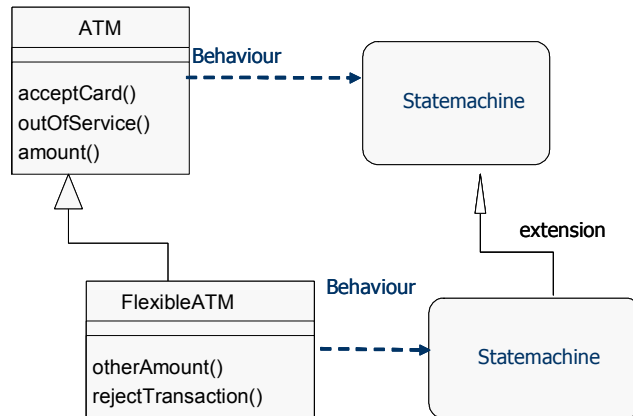 ATM
Behaviour
acceptCard()
outOfService()
amount()
Statemachine
extension
FlexibleATM
Behaviour
otherAmount()
rejectTransaction()
Statemachine